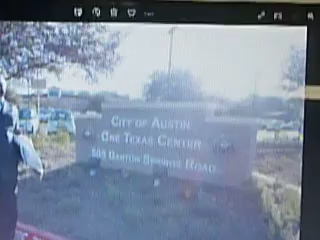 CITY OF AUSTIN
ONE TEXAS CENTER
505 BARTON SPRINGS ROAD